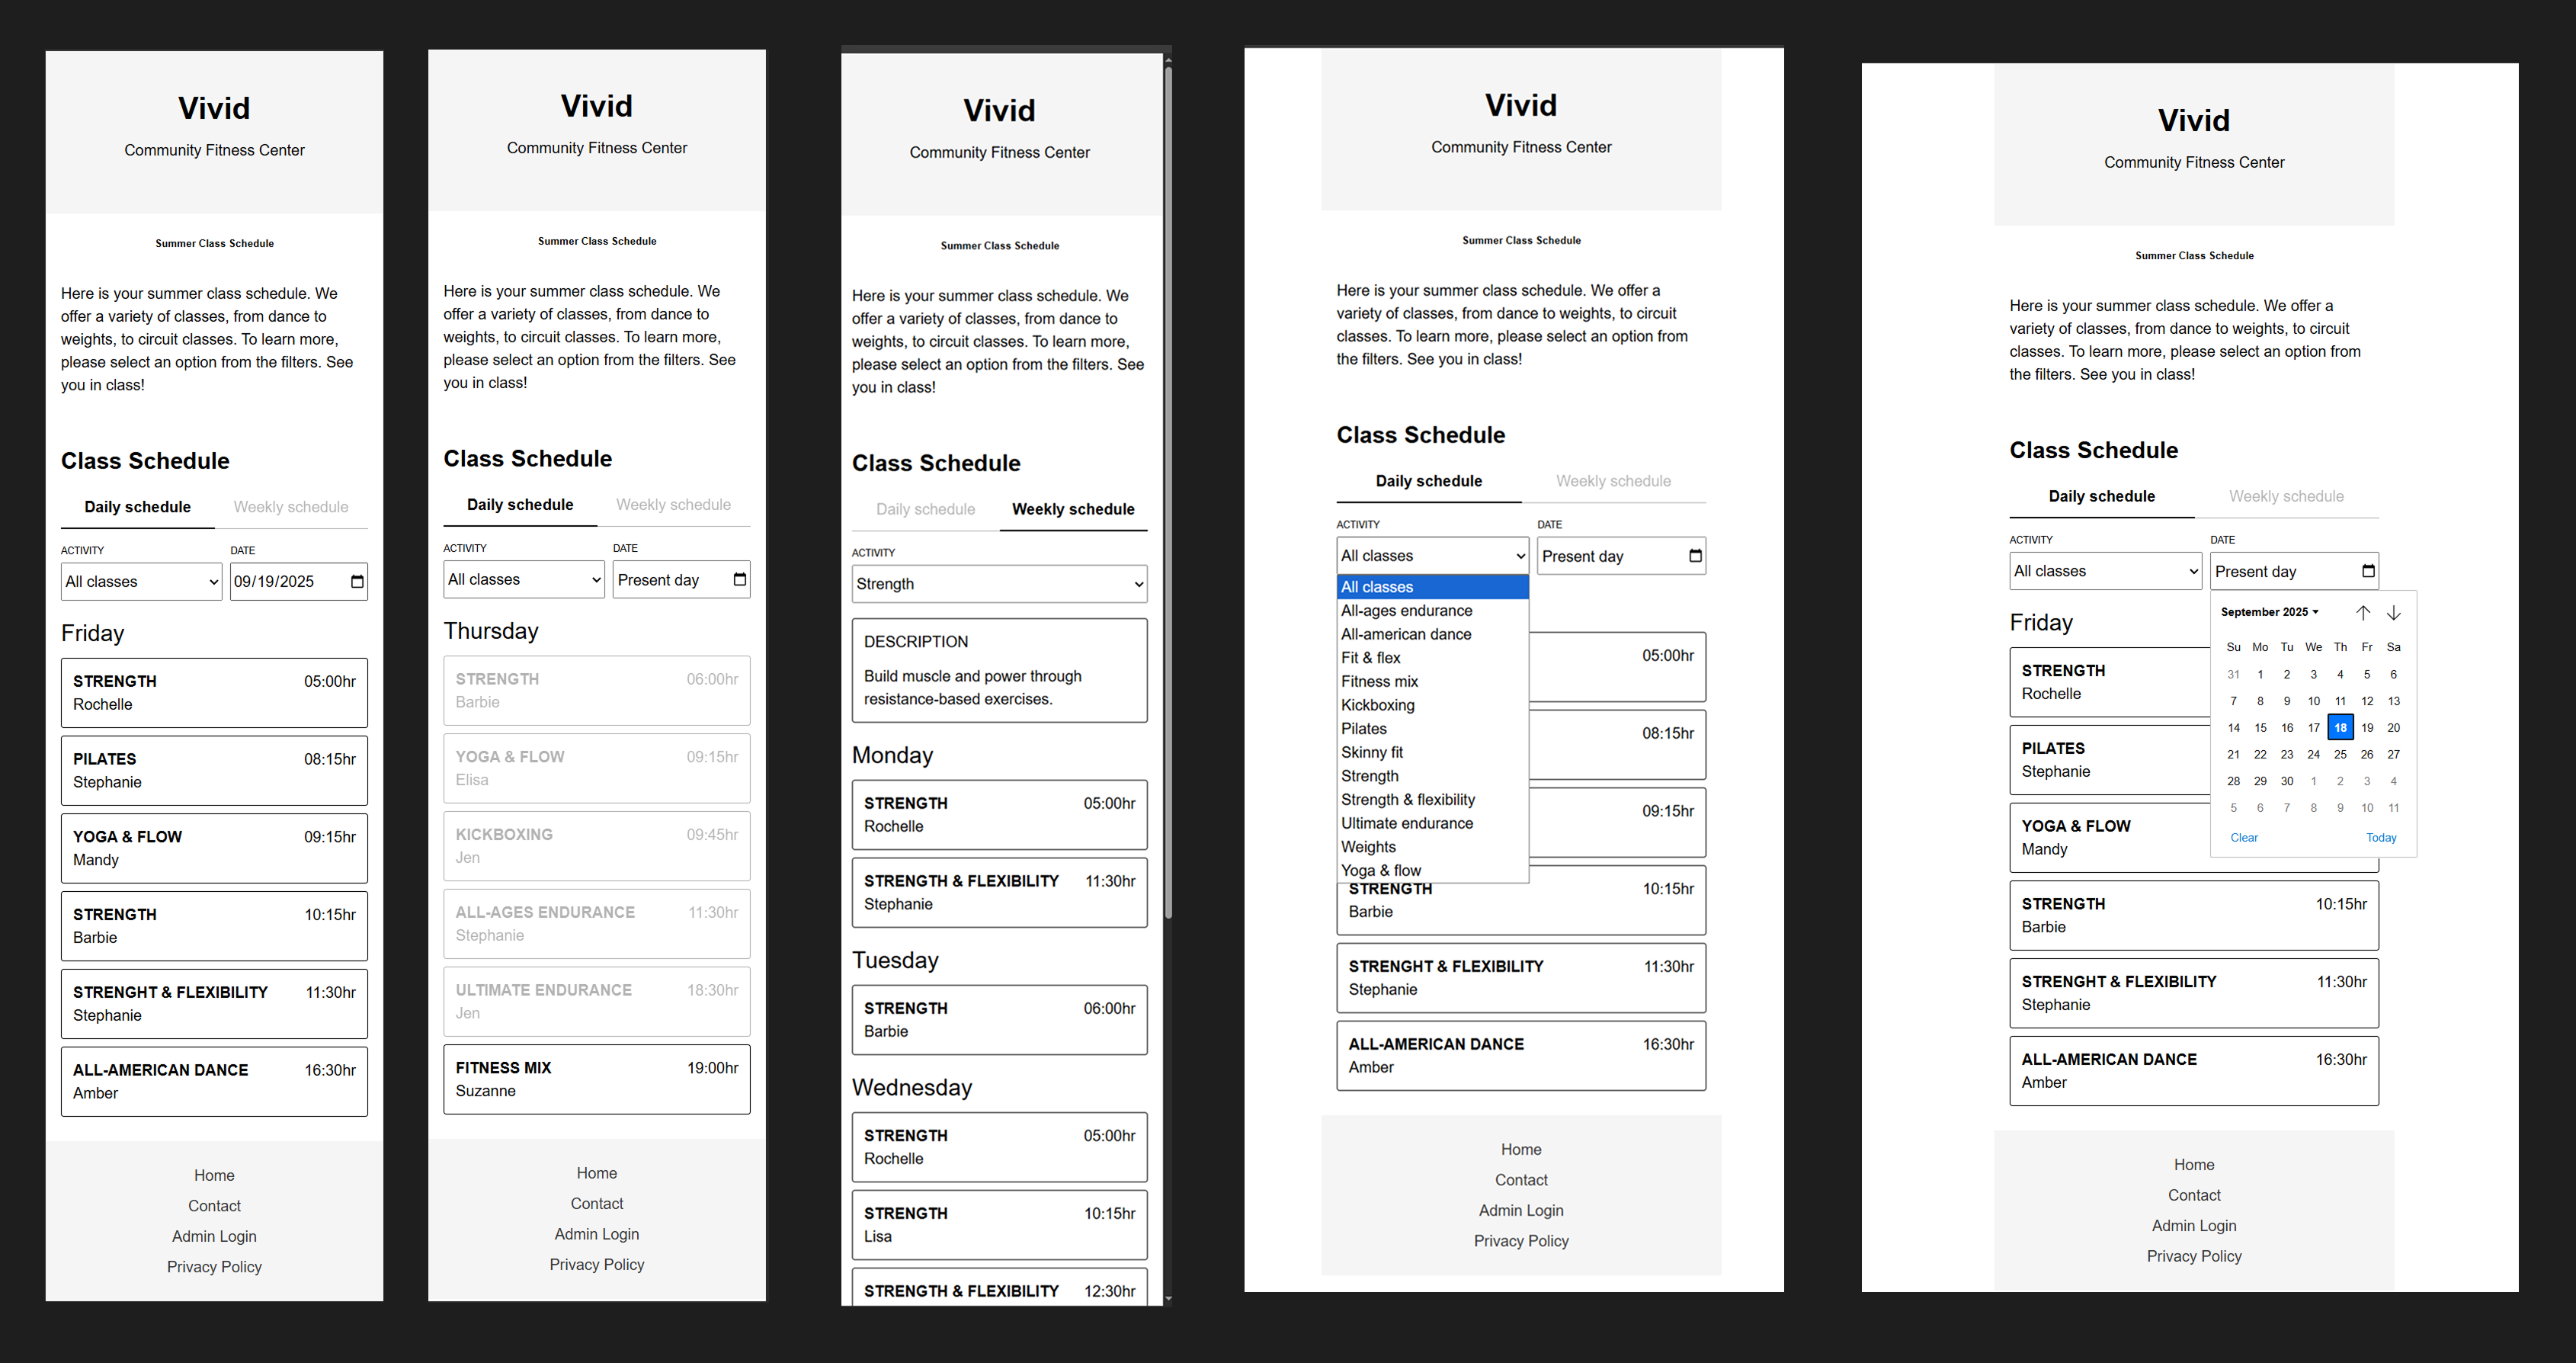 Vivid
Community Fitness Center
Summer Class Schedule
Here is your summer class schedule. We
offer a variety of classes, from dance to
weights, to circuit classes. To learn more,
please select an option from the filters. See
you in class!
Class Schedule
Daily schedule Weekly schedule
ACTIVITY DATE
All classes 09/19/2025
Friday
STRENGTH 05:00hr
Rochelle
PILATES 08:15hr
Stephanie
YOGA & FLOW 09:15hr
Mandy
STRENGTH 10:15hr
Barbie
STRENGHT & FLEXIBILITY 11:30hr
Stephanie
ALL-AMERICAN DANCE 16:30hr
Amber
Home
Contact
Admin Login
Privacy Policy
Vivid
Community Fitness Center
Summer Class Schedule
Here is your summer class schedule. We
offer a variety of classes, from dance to
weights, to circuit classes. To learn more,
please select an option from the filters. See
you in class!
Class Schedule
Daily schedule Weekly schedule
ACTIVITY DATE
All classes Present day
Thursday
STRENGTH 06:00hr
Barbie
YOGA & FLOW 09:15hr
Elisa
KICKBOXING 09:45hr
Jen
ALL-AGES ENDURANCE 11:30hr
Stephanie
ULTIMATE ENDURANCE 18:30hr
Jen
FITNESS MIX 19:00hr
Suzanne
Home
Contact
Admin Login
Privacy Policy
Vivid
Community Fitness Center
Summer Class Schedule
Here is your summer class schedule. We
offer a variety of classes, from dance to
weights, to circuit classes. To learn more,
please select an option from the filters. See
you in class!
Class Schedule
Daily schedule Weekly schedule
ACTIVITY
Strength
DESCRIPTION
Build muscle and power through
resistance-based exercises.
Monday
STRENGTH 05:00hr
Rochelle
STRENGTH & FLEXIBILITY 11:30hr
Stephanie
Tuesday
STRENGTH 06:00hr
Barbie
Wednesday
STRENGTH 05:00hr
Rochelle
STRENGTH 10:15hr
Lisa
STRENGTH & FLEXIBILITY 12:30hr
Vivid
Community Fitness Center
Summer Class Schedule
Here is your summer class schedule. We offer a
variety of classes, from dance to weights, to circuit
classes. To learn more, please select an option from
the filters. See you in class!
Class Schedule
Daily schedule Weekly schedule
ACTIVITY DATE
All classes Present day
All classes
All-ages endurance
All-american dance
Fit & flex
Fitness mix
Kickboxing
Pilates
Skinny fit
Strength
Strength & flexibility
Ultimate endurance
Weights
Yoga & flow
05:00hr
08:15hr
09:15hr
STRENGTH 10:15hr
Barbie
STRENGHT & FLEXIBILITY 11:30hr
Stephanie
ALL-AMERICAN DANCE 16:30hr
Amber
Home
Contact
Admin Login
Privacy Policy
Vivid
Community Fitness Center
Summer Class Schedule
Here is your summer class schedule. We offer a
variety of classes, from dance to weights, to circuit
classes. To learn more, please select an option from
the filters. See you in class!
Class Schedule
Daily schedule Weekly schedule
ACTIVITY DATE
All classes Present day
Friday
STRENGTH
Rochelle
PILATES
Stephanie
YOGA & FLOW
Mandy
September 2025
Su Mo Tu We Th Fr Sa
31 1 2 3 4 5 6
7 8 9 10 11 12 13
14 15 16 17 18 19 20
21 22 23 24 25 26 27
28 29 30 1 2 3 4
5 6 7 8 9 10 11
Clear Today
STRENGTH 10:15hr
Barbie
STRENGHT & FLEXIBILITY 11:30hr
Stephanie
ALL-AMERICAN DANCE 16:30hr
Amber
Home
Contact
Admin Login
Privacy Policy